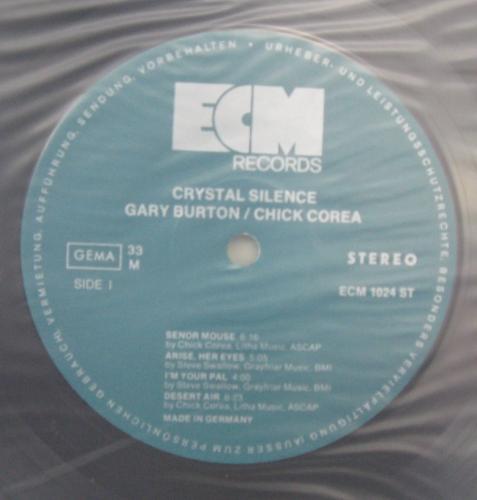 URHEBER- UND LEISTUNGSSCHUTZRECHTE, BESONDERS VERVIELFÄLTIGUNG (AUSSER ZUM PERSÖNLICHEN GEBRAUCH), VERMIETUNG, AUFFÜHRUNG, SENDUNG, VORBEHALTEN •
ECM
RECORDS
CRYSTAL SILENCE
GARY BURTON / CHICK COREA
GEMA 33 STEREO
M
SIDE I ECM 1024 ST
SENOR MOUSE 6:16
by Chick Corea, Litha Music, ASCAP
ARISE, HER EYES 5:05
by Steve Swallow, Grayfriar Music, BMI
I'M YOUR PAL 4:00
by Steve Swallow, Grayfriar Music, BMI
DESERT AIR 6:23
by Chick Corea, Litha Music, ASCAP
MADE IN GERMANY